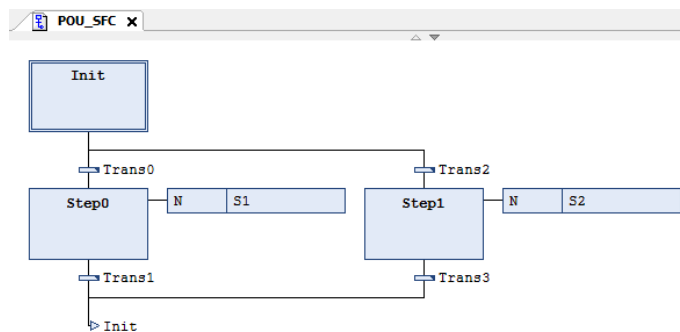 POU_SFC
Init
Trans0
Trans2
Step0
N
S1
Step1
N
S2
Trans1
Trans3
Init